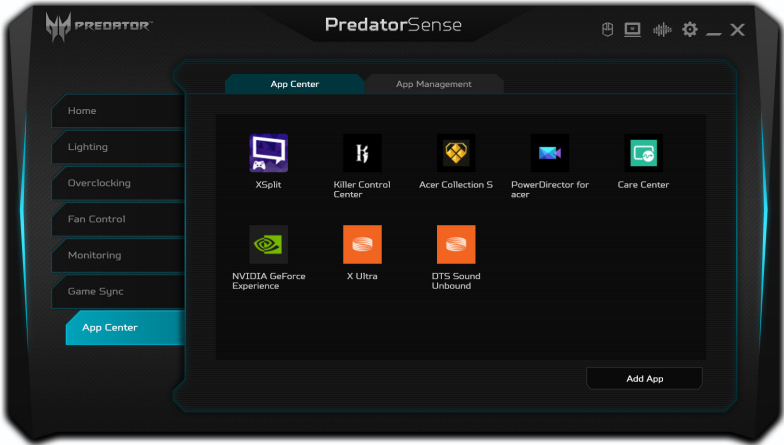 PREDATOR
PredatorSense
App Center
App Management
Home
Lighting
Overclocking
Fan Control
Monitoring
Game Sync
App Center
XSplit
Killer Control
Center
Acer Collection S
PowerDirector for
acer
Care Center
NVIDIA GeForce
Experience
X Ultra
DTS Sound
Unbound
Add App